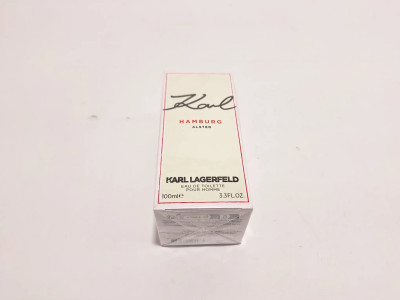 Karl
HAMBURG
ALSTER
KARL LAGERFELD
EAU DE TOILETTE
POUR HOMME
100ml℮ 3.3FL.OZ.